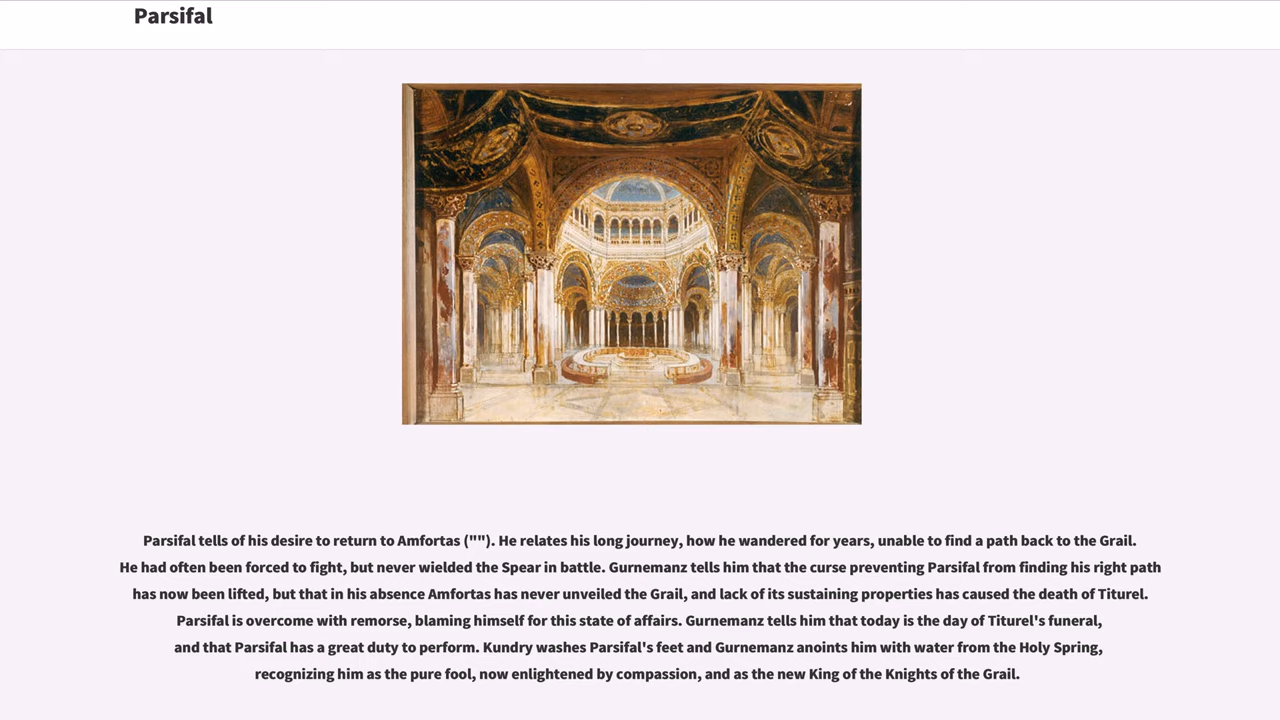 Parsifal
Parsifal tells of his desire to return to Amfortas (""). He relates his long journey, how he wandered for years, unable to find a path back to the Grail.
He had often been forced to fight, but never wielded the Spear in battle. Gurnemanz tells him that the curse preventing Parsifal from finding his right path
has now been lifted, but that in his absence Amfortas has never unveiled the Grail, and lack of its sustaining properties has caused the death of Titurel.
Parsifal is overcome with remorse, blaming himself for this state of affairs. Gurnemanz tells him that today is the day of Titurel's funeral,
and that Parsifal has a great duty to perform. Kundry washes Parsifal's feet and Gurnemanz anoints him with water from the Holy Spring,
recognizing him as the pure fool, now enlightened by compassion, and as the new King of the Knights of the Grail.